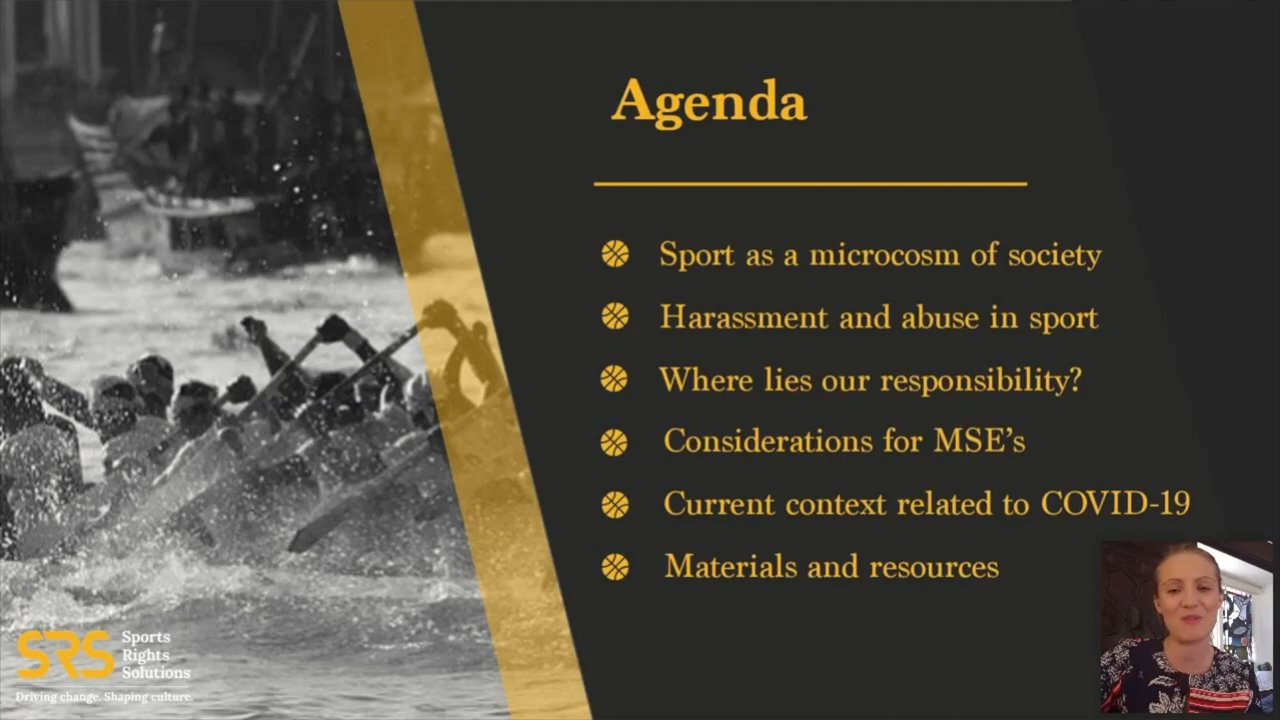 Agenda
Sport as a microcosm of society
Harassment and abuse in sport
Where lies our responsibility?
Considerations for MSE's
Current context related to COVID-19
Materials and resources
SRS
Sports
Rights
Solutions
Driving change. Shaping culture.